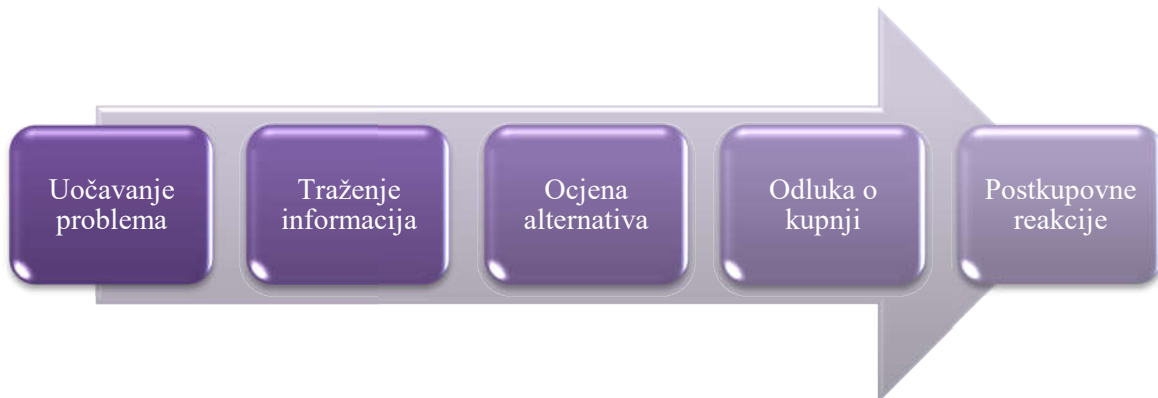 Uočavanje
problema
Traženje
informacija
Ocjena
alternativa
Odluka o
kupnji
Postkupovne
reakcije